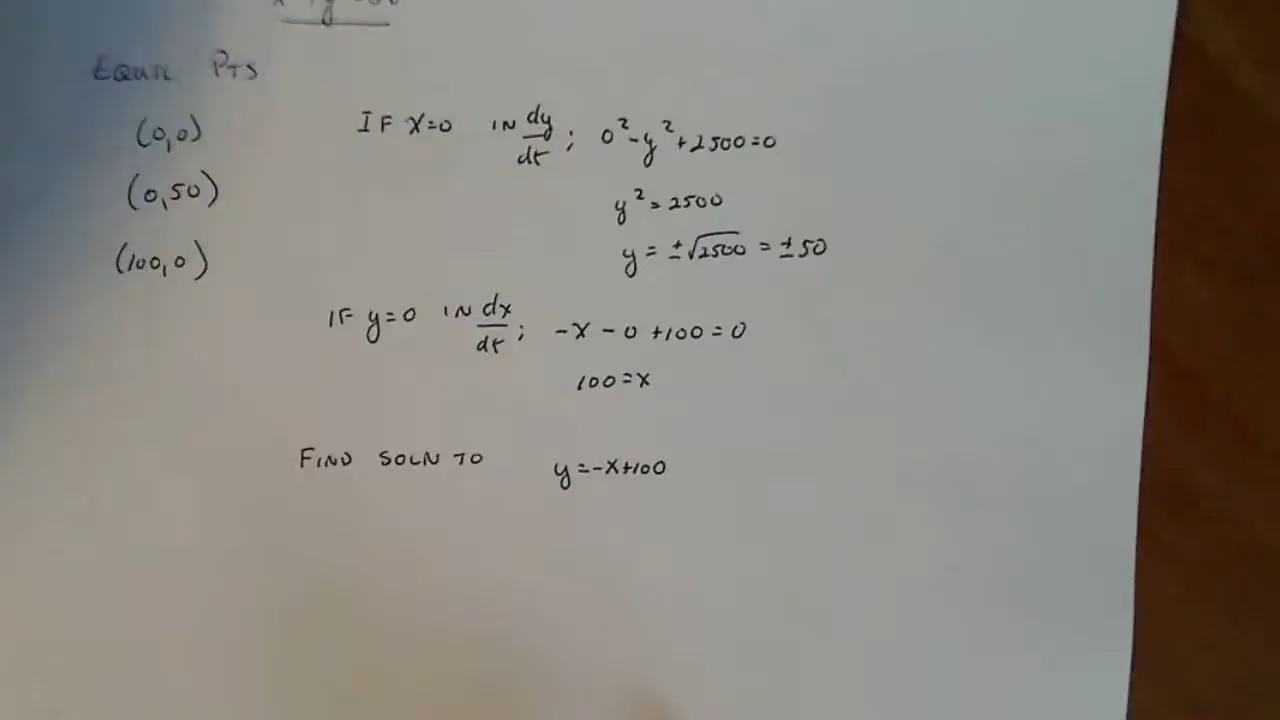 EQUIL PTS
(0,0)
IF X=0 IN dy/dt ; 0² - y² + 2500 = 0
(0,50)
y² = 2500
(100,0)
y = ±√2500 = ±50
IF y=0 IN dx/dt ; -X - 0 + 100 = 0
100 = X
FIND SOLN TO y = -X+100